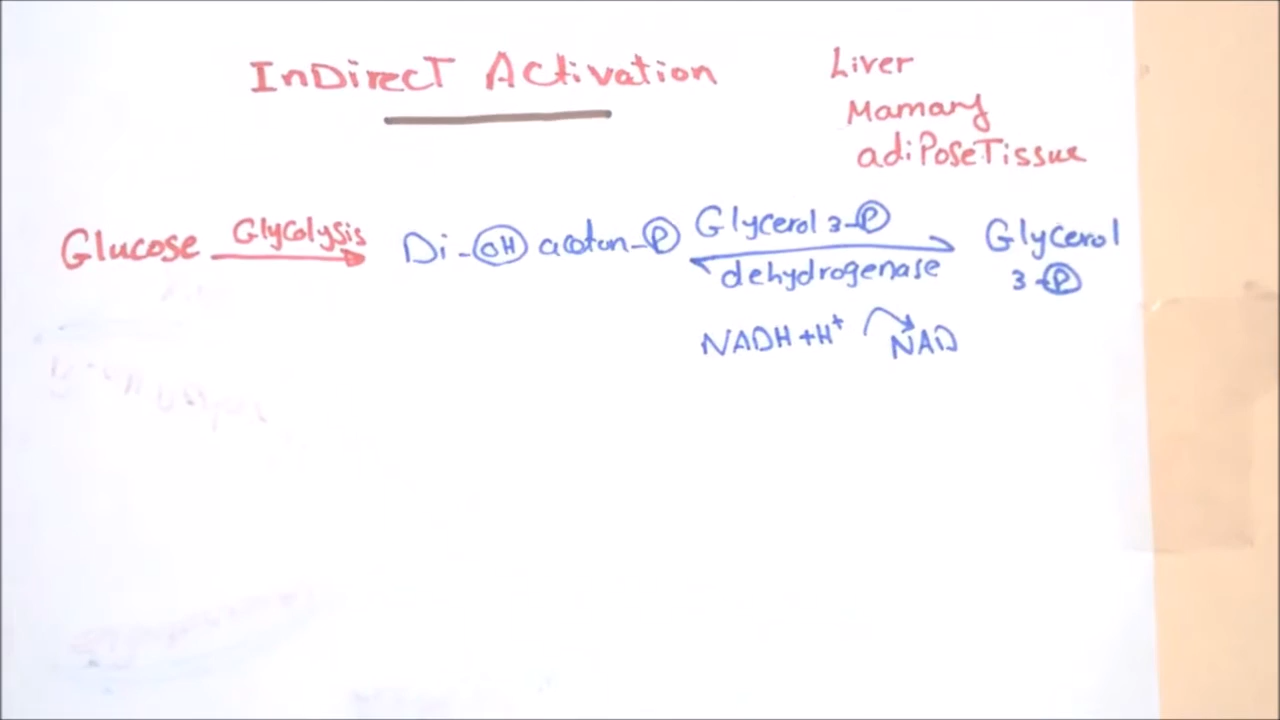 InDirecT Activation
Liver
Mamary
adiPoseTissue
Glucose Glycolysis Di-OH aceton-P Glycerol 3-P dehydrogenase Glycerol 3-P
NADH+H+ NAD